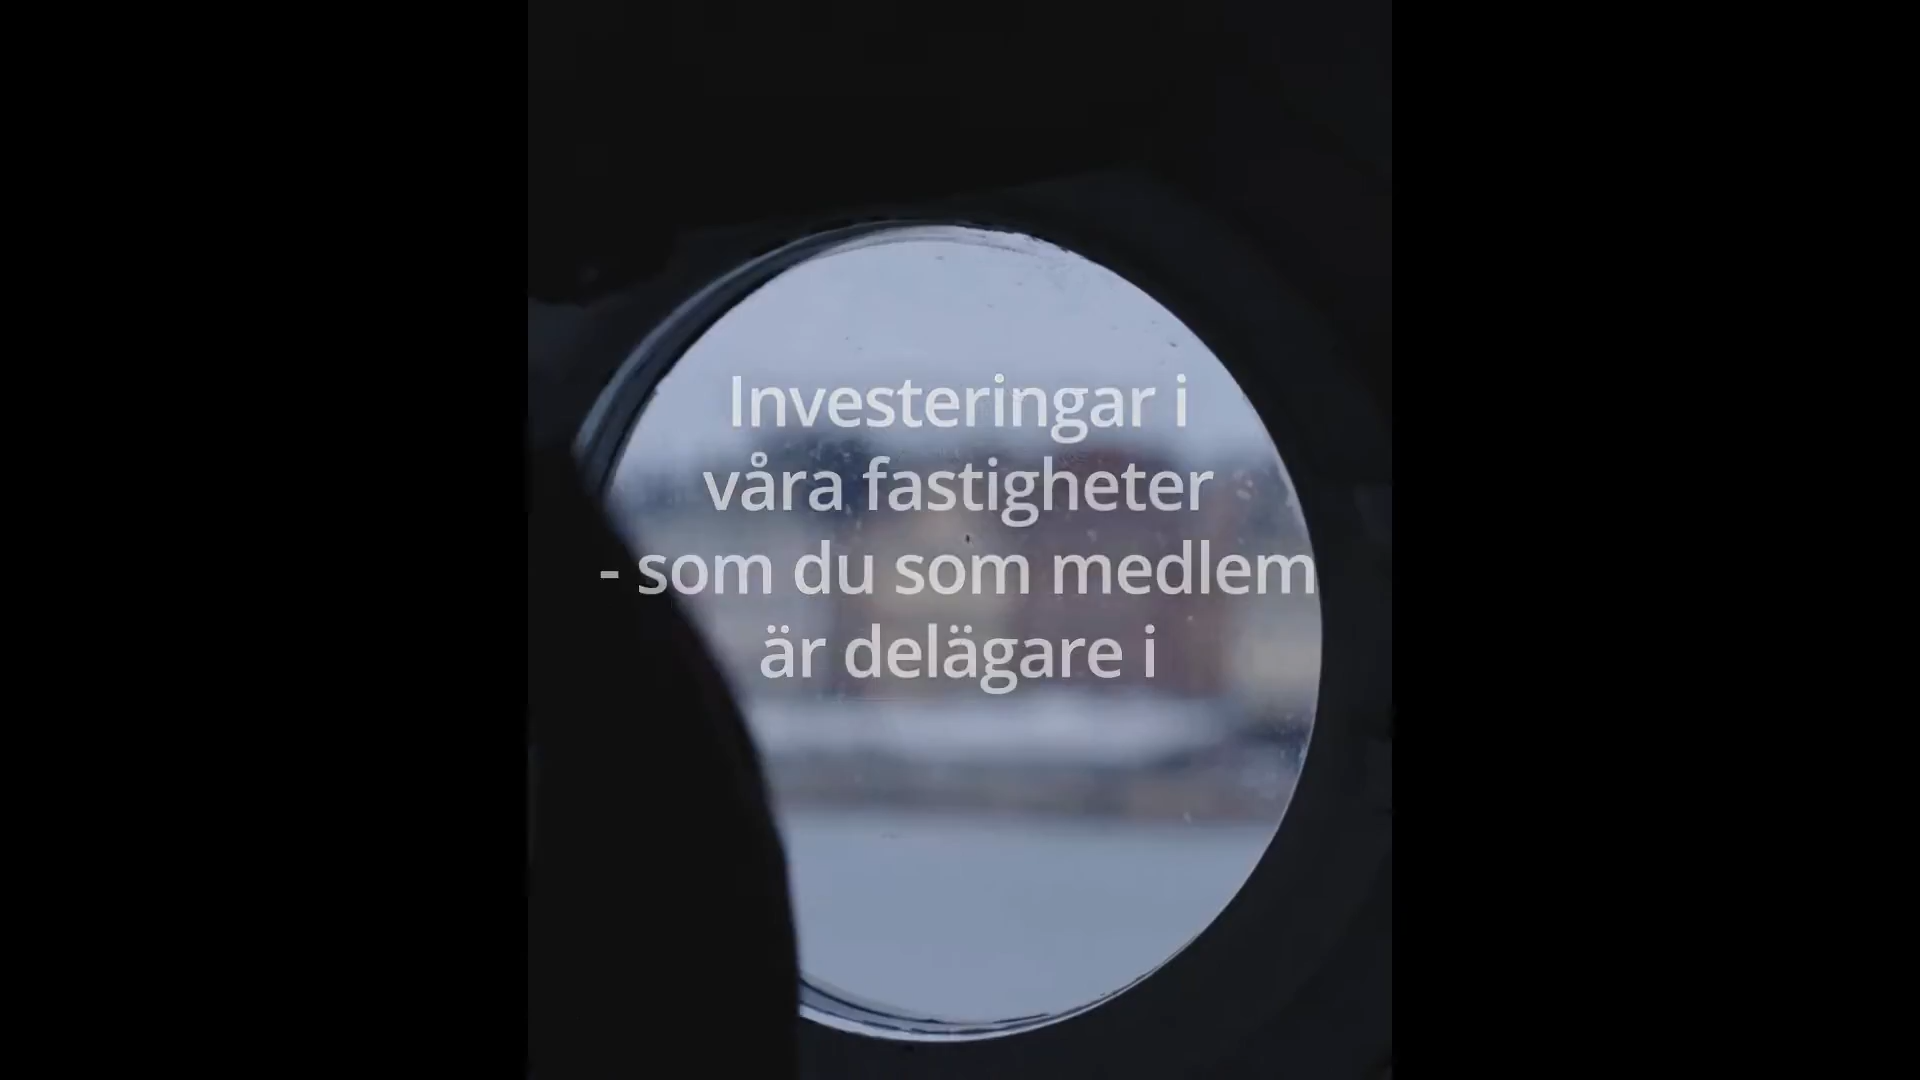 Investeringar i
våra fastigheter
- som du som medlem
är delägare i